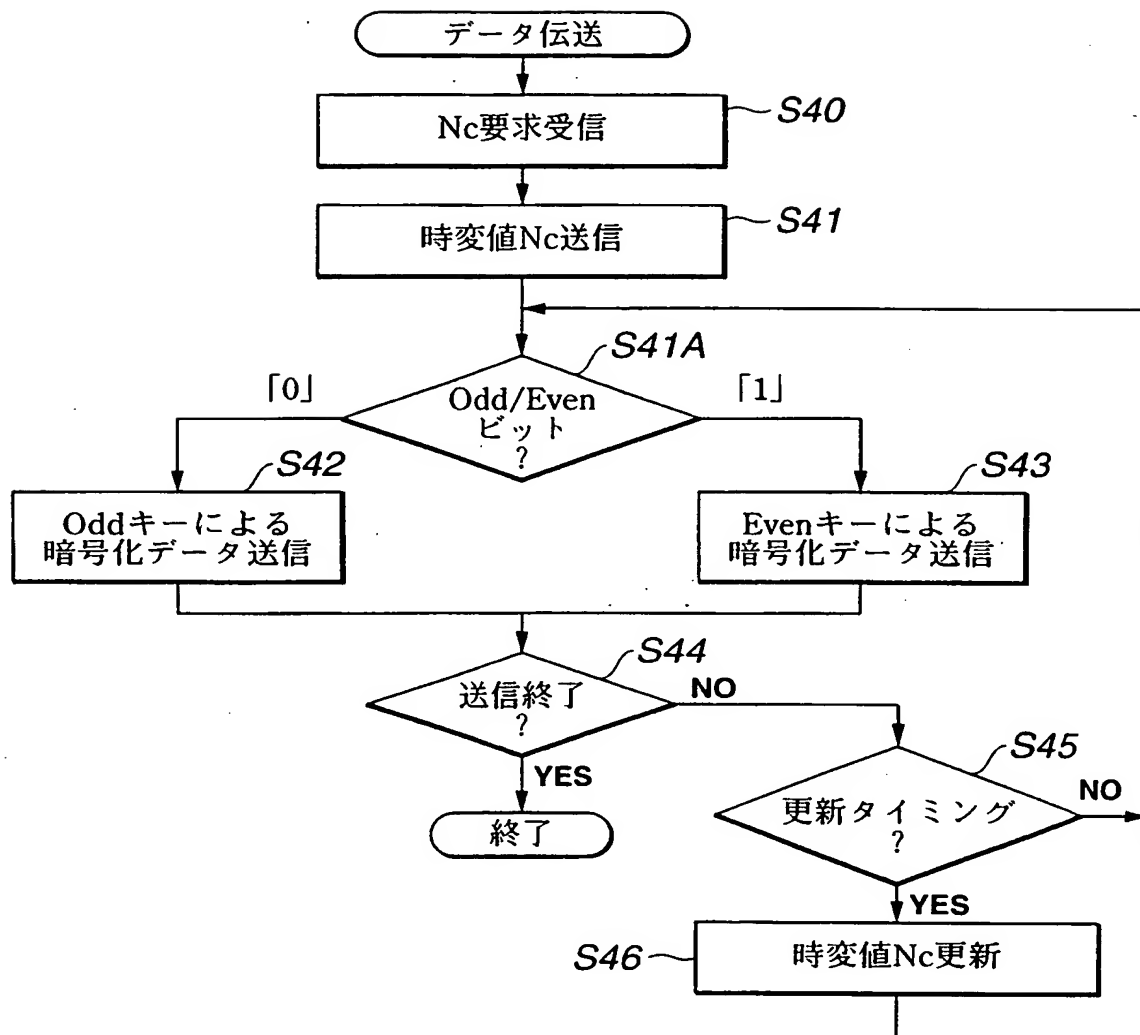 データ伝送
Nc要求受信
S40
時変値Nc送信
S41
S41A
「0」
Odd/Even
ビット
?
「1」
S42
Oddキーによる
暗号化データ送信
S43
Evenキーによる
暗号化データ送信
S44
送信終了
?
NO
YES
終了
S45
更新タイミング
?
NO
YES
S46
時変値Nc更新